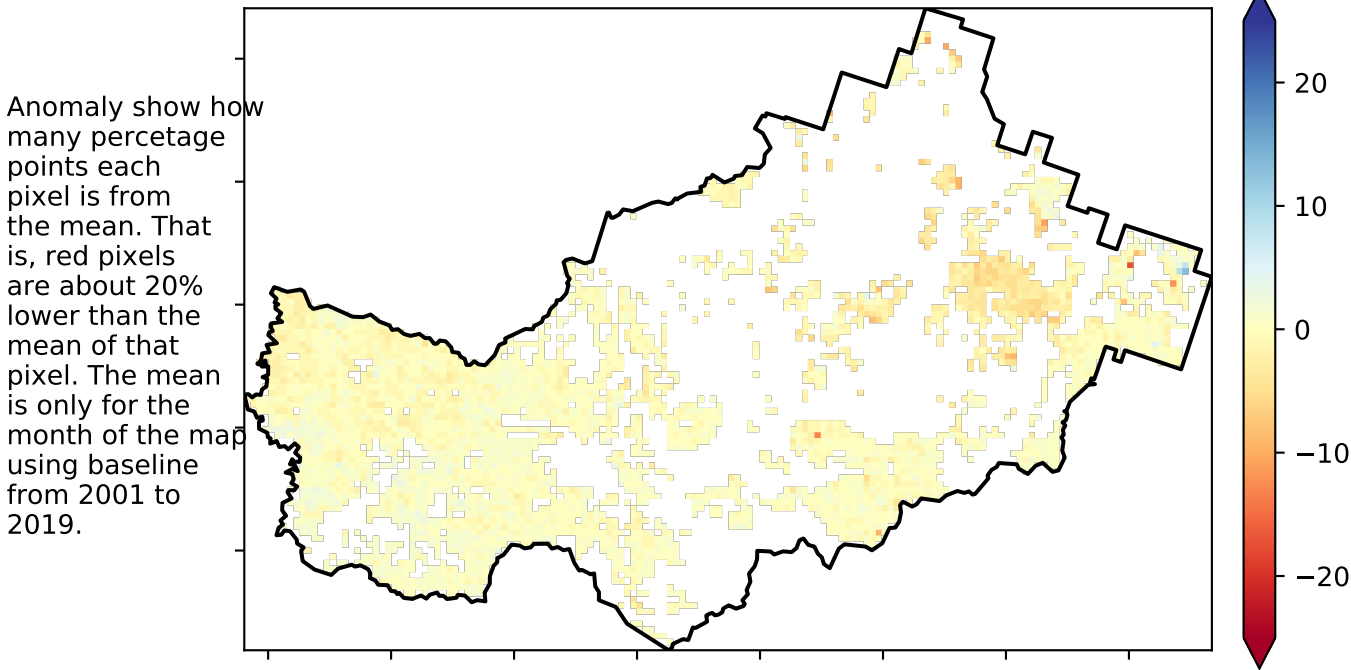 Anomaly show how
many percetage
points each
pixel is from
the mean. That
is, red pixels
are about 20%
lower than the
mean of that
pixel. The mean
is only for the
month of the map
using baseline
from 2001 to
2019.
20
10
0
−10
−20